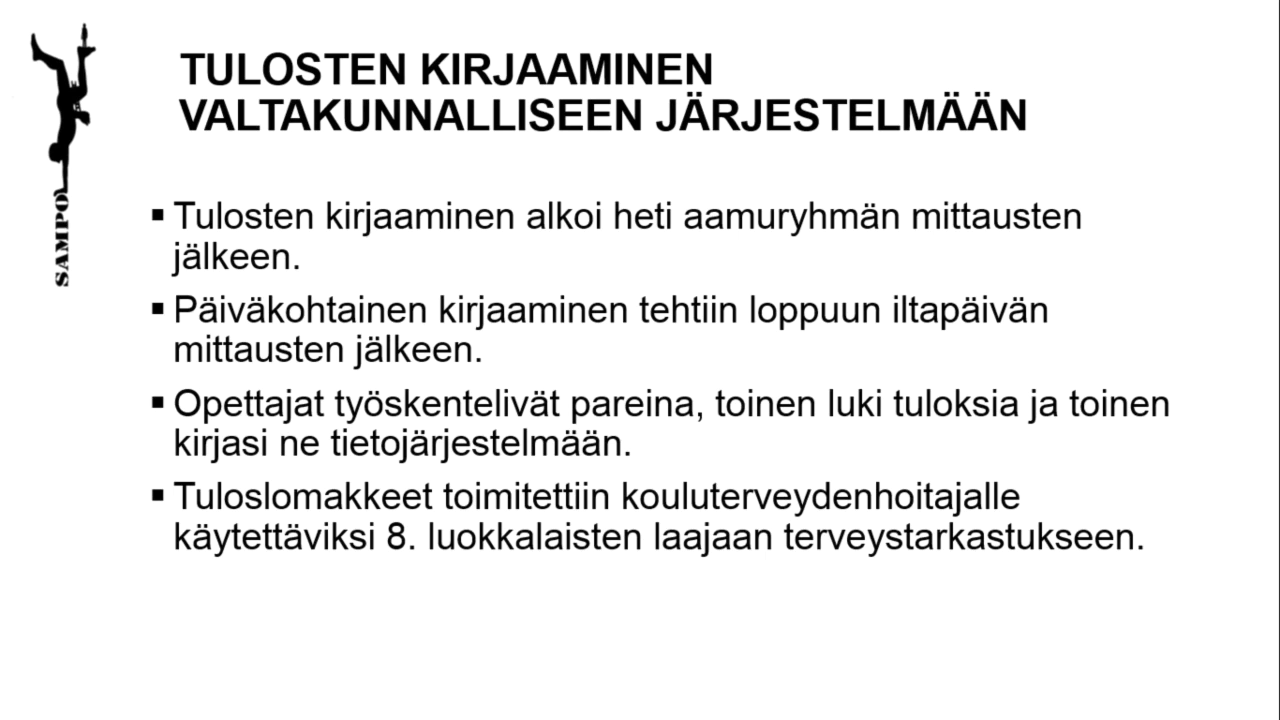 SAMPO
TULOSTEN KIRJAAMINEN
VALTAKUNNALLISEEN JÄRJESTELMÄÄN
▪ Tulosten kirjaaminen alkoi heti aamuryhmän mittausten
jälkeen.
▪ Päiväkohtainen kirjaaminen tehtiin loppuun iltapäivän
mittausten jälkeen.
▪ Opettajat työskentelivät pareina, toinen luki tuloksia ja toinen
kirjasi ne tietojärjestelmään.
▪ Tuloslomakkeet toimitettiin kouluterveydenhoitajalle
käytettäviksi 8. luokkalaisten laajaan terveystarkastukseen.